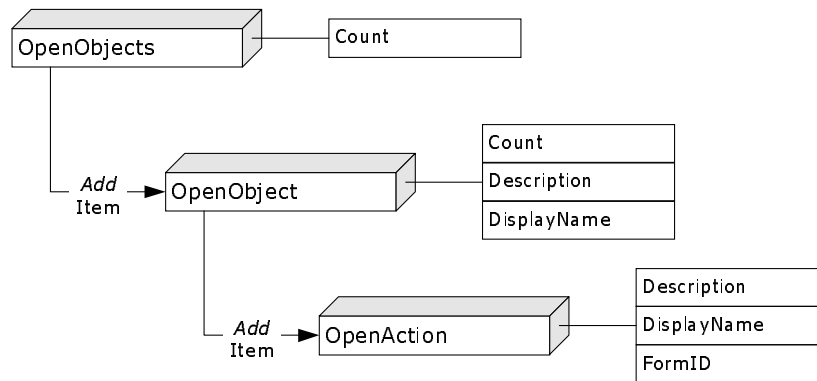 OpenObjects
Count
Add
Item
OpenObject
Count
Description
DisplayName
Add
Item
OpenAction
Description
DisplayName
FormID